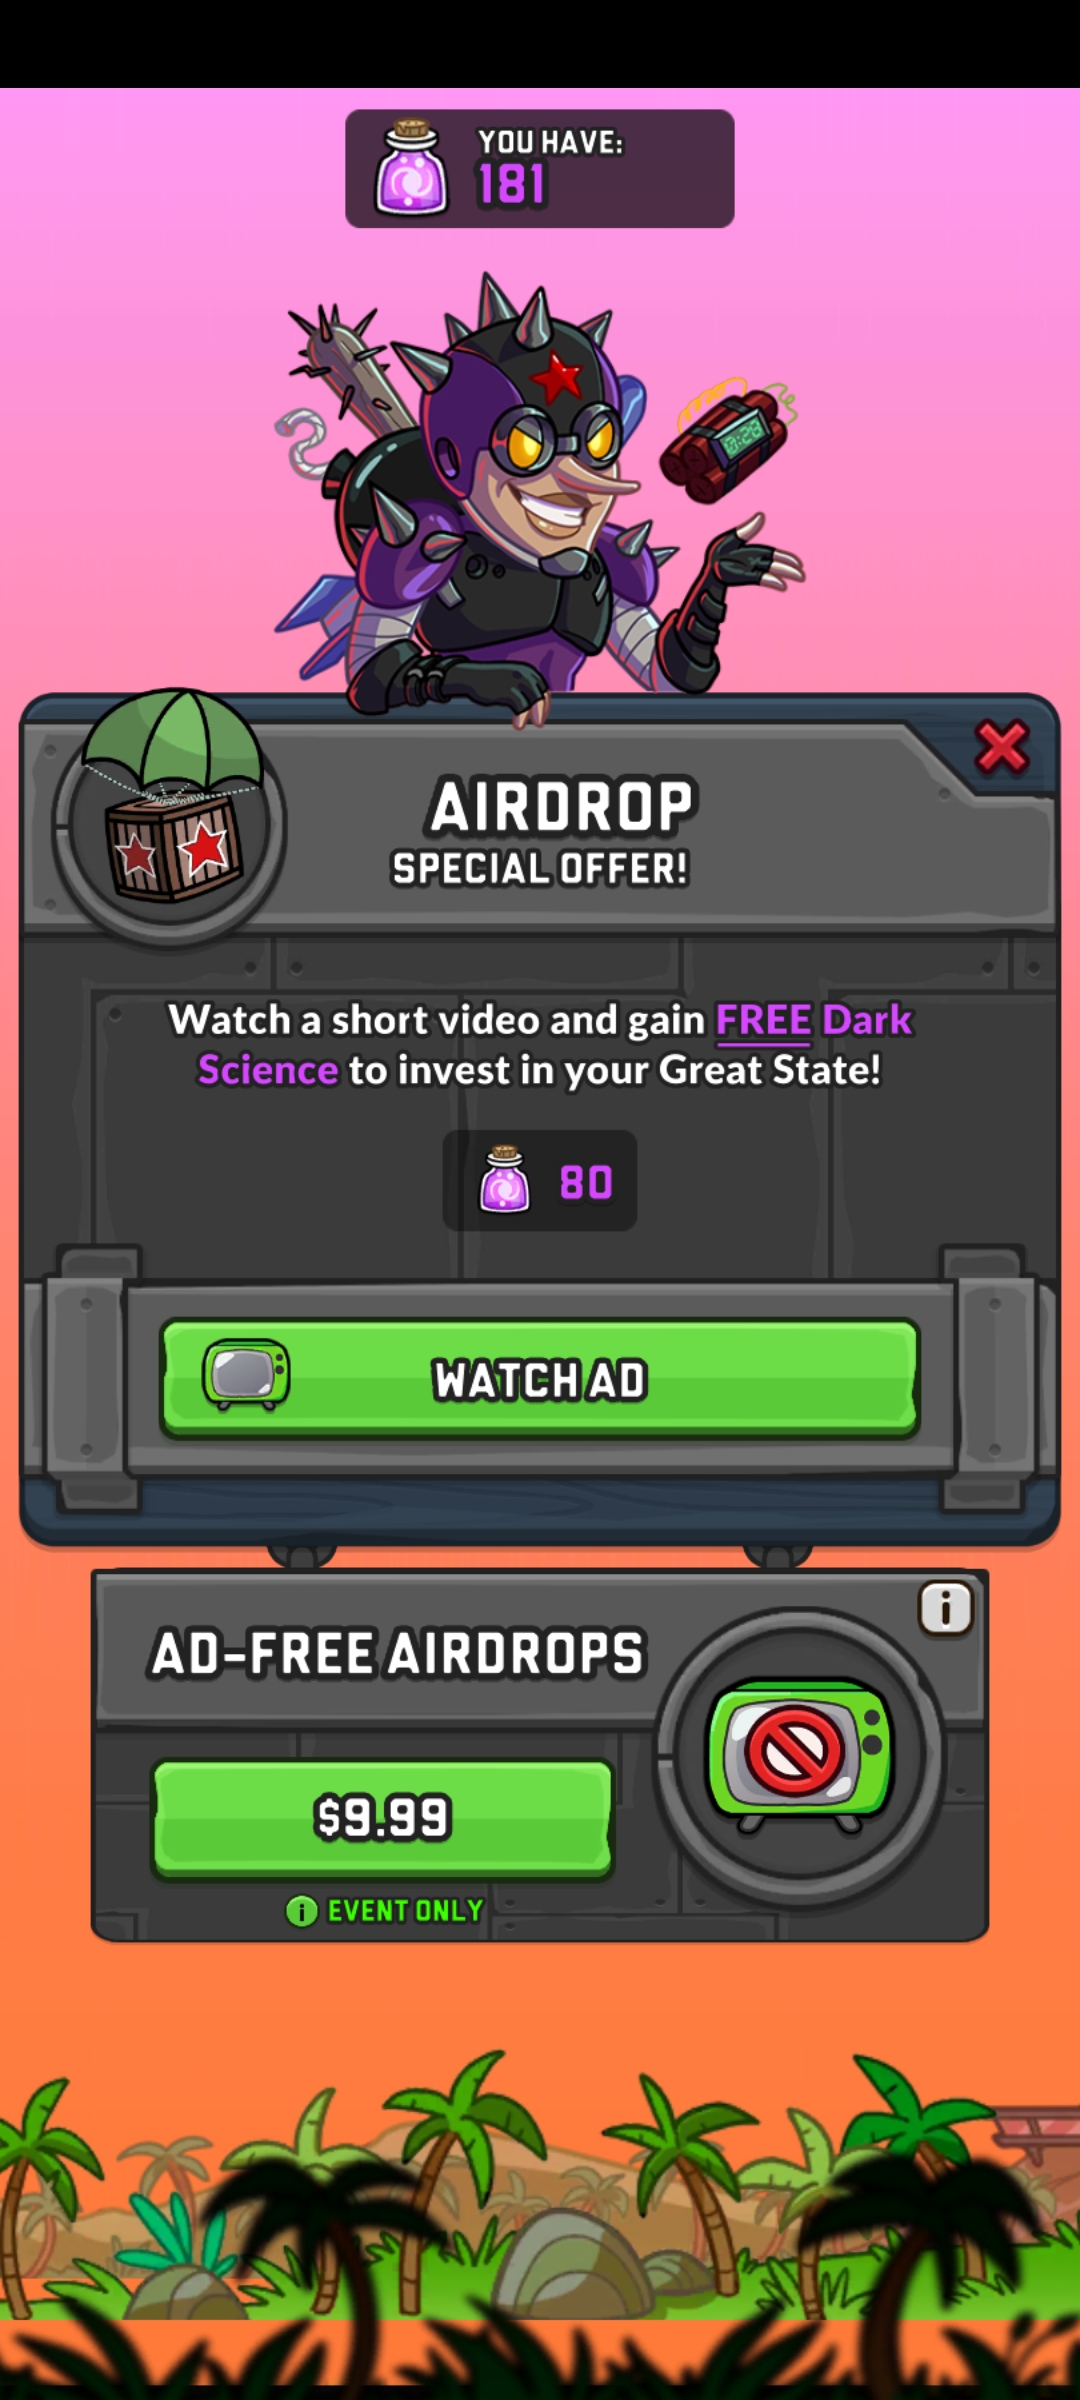 YOU HAVE:
181
0:28
AIRDROP
SPECIAL OFFER!
Watch a short video and gain FREE Dark
Science to invest in your Great State!
80
WATCH AD
AD-FREE AIRDROPS
$9.99
EVENT ONLY